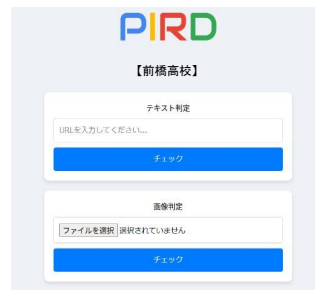 PIRD
【前橋高校】
テキスト判定
URLを入力してください...
チェック
画像判定
ファイルを選択 選択されていません
チェック